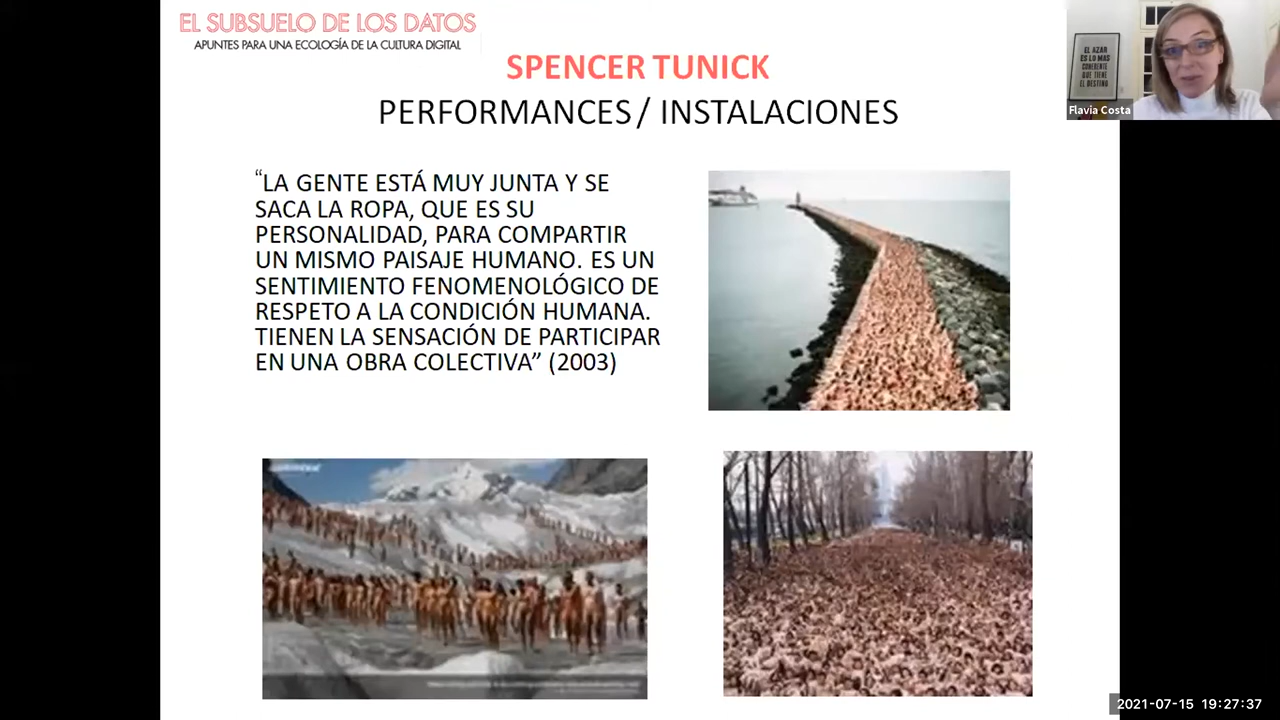 EL SUBSUELO DE LOS DATOS
APUNTES PARA UNA ECOLOGÍA DE LA CULTURA DIGITAL
SPENCER TUNICK
PERFORMANCES / INSTALACIONES
“LA GENTE ESTÁ MUY JUNTA Y SE
SACA LA ROPA, QUE ES SU
PERSONALIDAD, PARA COMPARTIR
UN MISMO PAISAJE HUMANO. ES UN
SENTIMIENTO FENOMENOLÓGICO DE
RESPETO A LA CONDICIÓN HUMANA.
TIENEN LA SENSACIÓN DE PARTICIPAR
EN UNA OBRA COLECTIVA” (2003)
EL AZAR
ES LO MAS
COHERENTE
QUE TIENE
EL DESTINO
Flavia Costa
2021-07-15 19:27:37